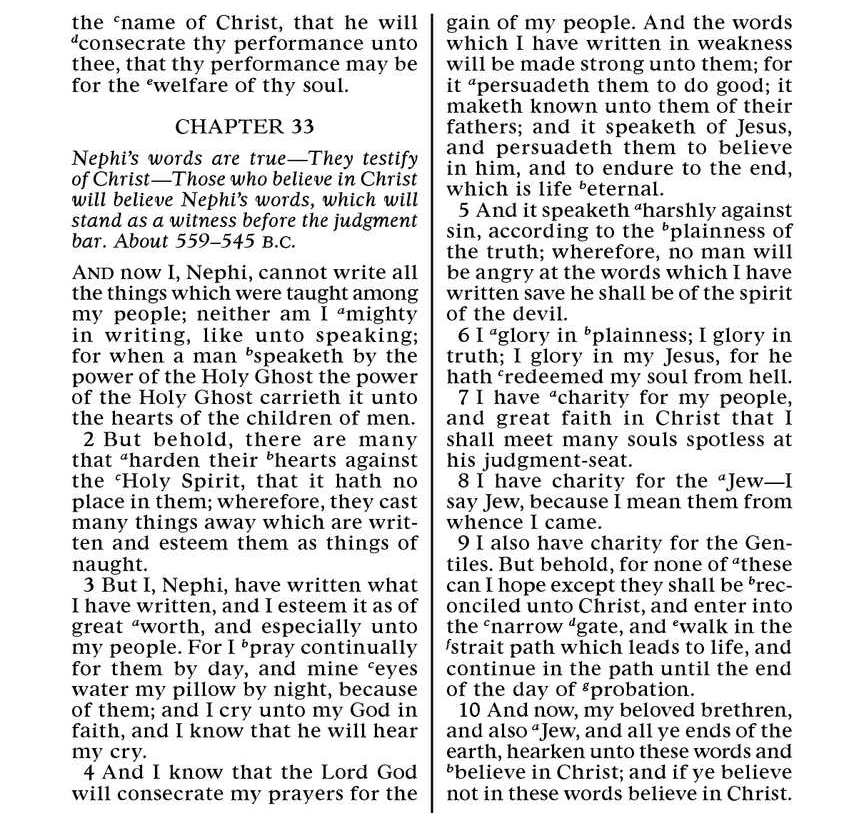 the ᶜname of Christ, that he will
ᵈconsecrate thy performance unto
thee, that thy performance may be
for the ᵉwelfare of thy soul.
CHAPTER 33
Nephi’s words are true—They testify
of Christ—Those who believe in Christ
will believe Nephi’s words, which will
stand as a witness before the judgment
bar. About 559–545 B.C.
AND now I, Nephi, cannot write all
the things which were taught among
my people; neither am I ᵃmighty
in writing, like unto speaking;
for when a man ᵇspeaketh by the
power of the Holy Ghost the power
of the Holy Ghost carrieth it unto
the hearts of the children of men.
2 But behold, there are many
that ᵃharden their ᵇhearts against
the ᶜHoly Spirit, that it hath no
place in them; wherefore, they cast
many things away which are writ-
ten and esteem them as things of
naught.
3 But I, Nephi, have written what
I have written, and I esteem it as of
great ᵃworth, and especially unto
my people. For I ᵇpray continually
for them by day, and mine ᶜeyes
water my pillow by night, because
of them; and I cry unto my God in
faith, and I know that he will hear
my cry.
4 And I know that the Lord God
will consecrate my prayers for the
gain of my people. And the words
which I have written in weakness
will be made strong unto them; for
it ᵃpersuadeth them to do good; it
maketh known unto them of their
fathers; and it speaketh of Jesus,
and persuadeth them to believe
in him, and to endure to the end,
which is life ᵇeternal.
5 And it speaketh ᵃharshly against
sin, according to the ᵇplainness of
the truth; wherefore, no man will
be angry at the words which I have
written save he shall be of the spirit
of the devil.
6 I ᵃglory in ᵇplainness; I glory in
truth; I glory in my Jesus, for he
hath ᶜredeemed my soul from hell.
7 I have ᵃcharity for my people,
and great faith in Christ that I
shall meet many souls spotless at
his judgment-seat.
8 I have charity for the ᵃJew—I
say Jew, because I mean them from
whence I came.
9 I also have charity for the Gen-
tiles. But behold, for none of ᵃthese
can I hope except they shall be ᵇrec-
onciled unto Christ, and enter into
the ᶜnarrow ᵈgate, and ᵉwalk in the
ᶠstrait path which leads to life, and
continue in the path until the end
of the day of ᵍprobation.
10 And now, my beloved brethren,
and also ᵃJew, and all ye ends of the
earth, hearken unto these words and
ᵇbelieve in Christ; and if ye believe
not in these words believe in Christ.